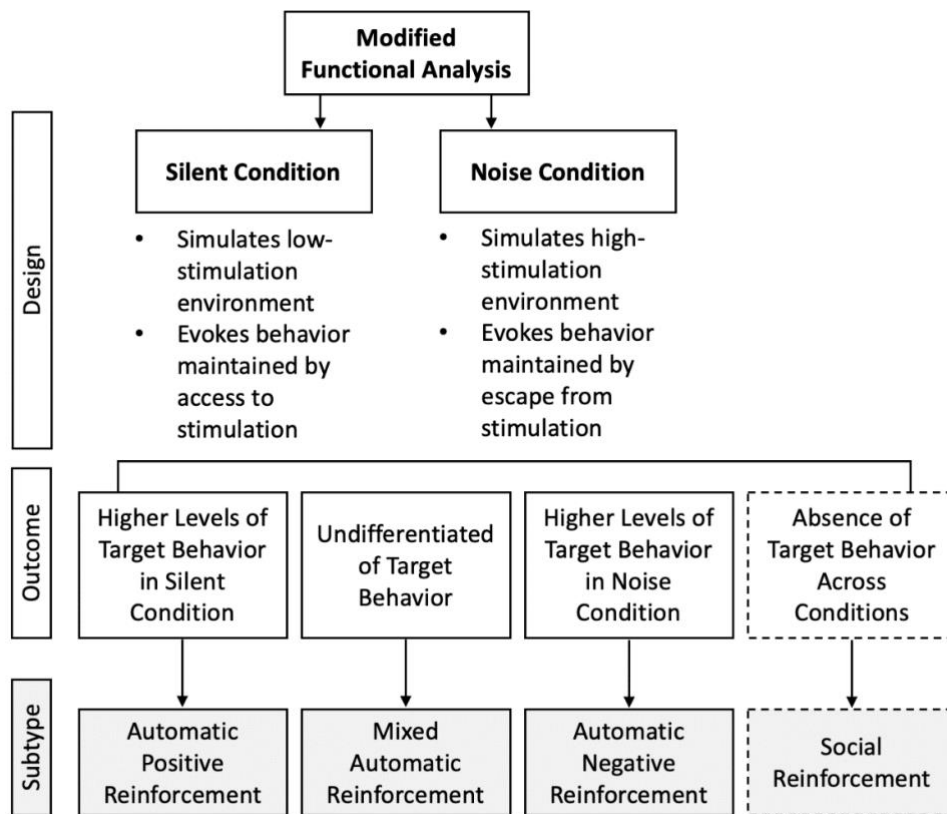 Modified
Functional Analysis
Design
Silent Condition
• Simulates low-
stimulation
environment
• Evokes behavior
maintained by
access to
stimulation
Noise Condition
• Simulates high-
stimulation
environment
• Evokes behavior
maintained by
escape from
stimulation
Outcome
Higher Levels of
Target Behavior
in Silent
Condition
Undifferentiated
of Target
Behavior
Higher Levels of
Target Behavior
in Noise
Condition
Absence of
Target Behavior
Across
Conditions
Subtype
Automatic
Positive
Reinforcement
Mixed
Automatic
Reinforcement
Automatic
Negative
Reinforcement
Social
Reinforcement